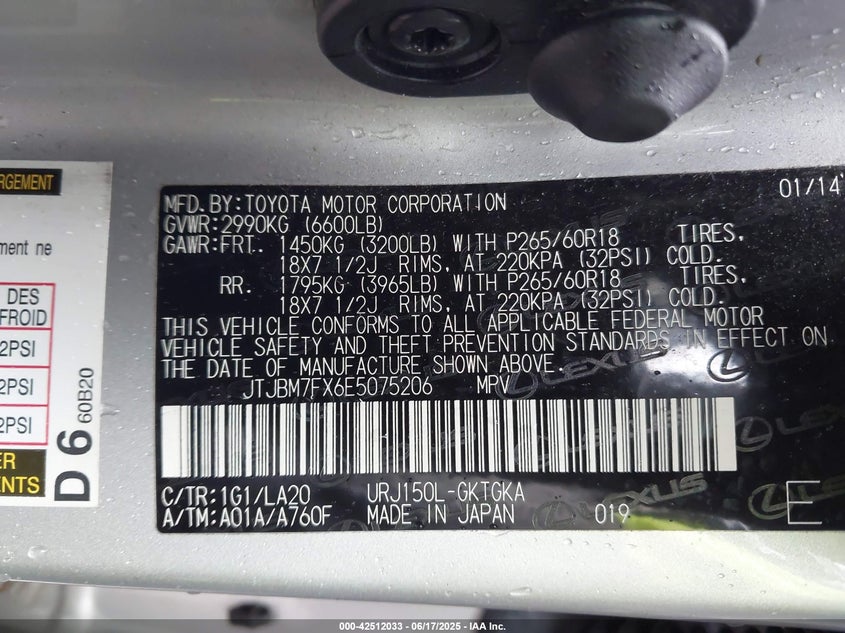 RGEMENT
ment ne
DES
FROID
2PSI
2PSI
2PSI
ER
ENTS
D 6
60B20
MFD.BY:TOYOTA MOTOR CORPORATION 01/14
GVWR:2990KG (6600LB)
GAWR:FRT. 1450KG (3200LB) WITH P265/60R18 TIRES,
18X7 1/2J RIMS, AT 220KPA (32PSI) COLD.
RR. 1795KG (3965LB) WITH P265/60R18 TIRES,
18X7 1/2J RIMS, AT 220KPA (32PSI) COLD.
THIS VEHICLE CONFORMS TO ALL APPLICABLE FEDERAL MOTOR
VEHICLE SAFETY AND THEFT PREVENTION STANDARDS IN EFFECT ON
THE DATE OF MANUFACTURE SHOWN ABOVE.
JTJBM7FX6E5075206 MPV
C/TR:1G1/LA20 URJ150L-GKTGKA
A/TM:A01A/A760F MADE IN JAPAN 019 E
LEXUS
LEXUS
LEXUS
LEXUS
000-42512033 - 06/17/2025 - IAA Inc.